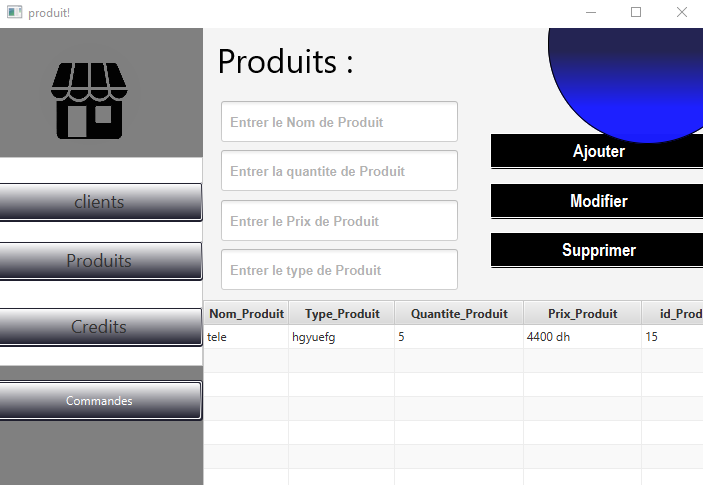 produit!
clients
Produits
Credits
Commandes
Produits :
Entrer le Nom de Produit
Entrer la quantite de Produit
Entrer le Prix de Produit
Entrer le type de Produit
Ajouter
Modifier
Supprimer
Nom_Produit Type_Produit Quantite_Produit Prix_Produit id_Prod
tele hgyuefg 5 4400 dh 15